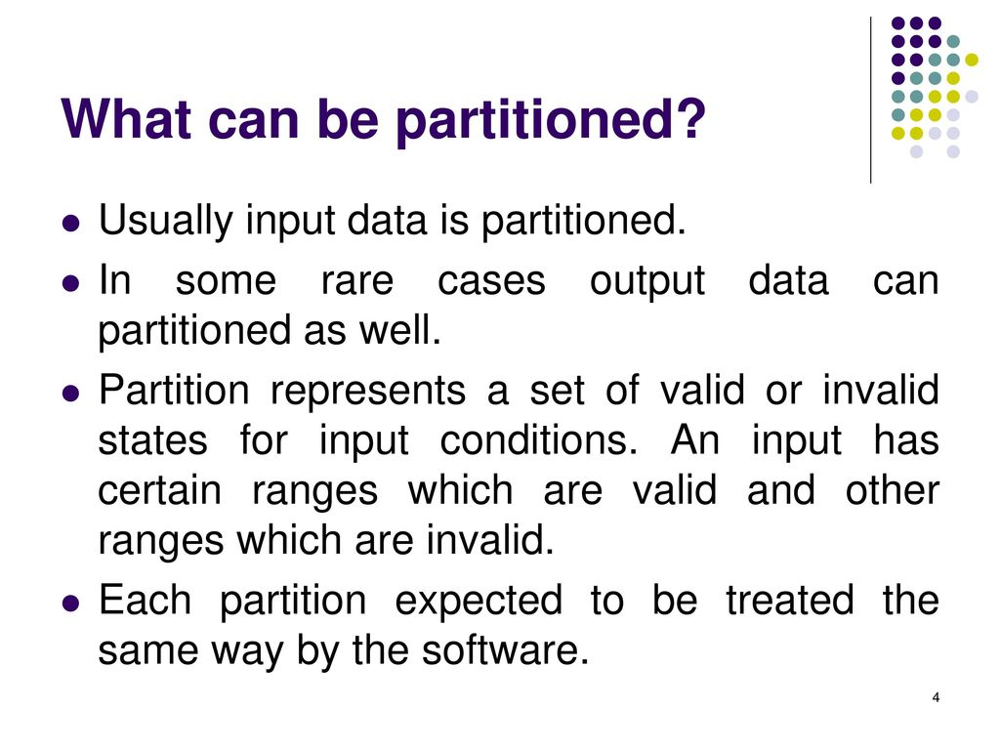 What can be partitioned?
Usually input data is partitioned.
In some rare cases output data can
partitioned as well.
Partition represents a set of valid or invalid
states for input conditions. An input has
certain ranges which are valid and other
ranges which are invalid.
Each partition expected to be treated the
same way by the software.
4